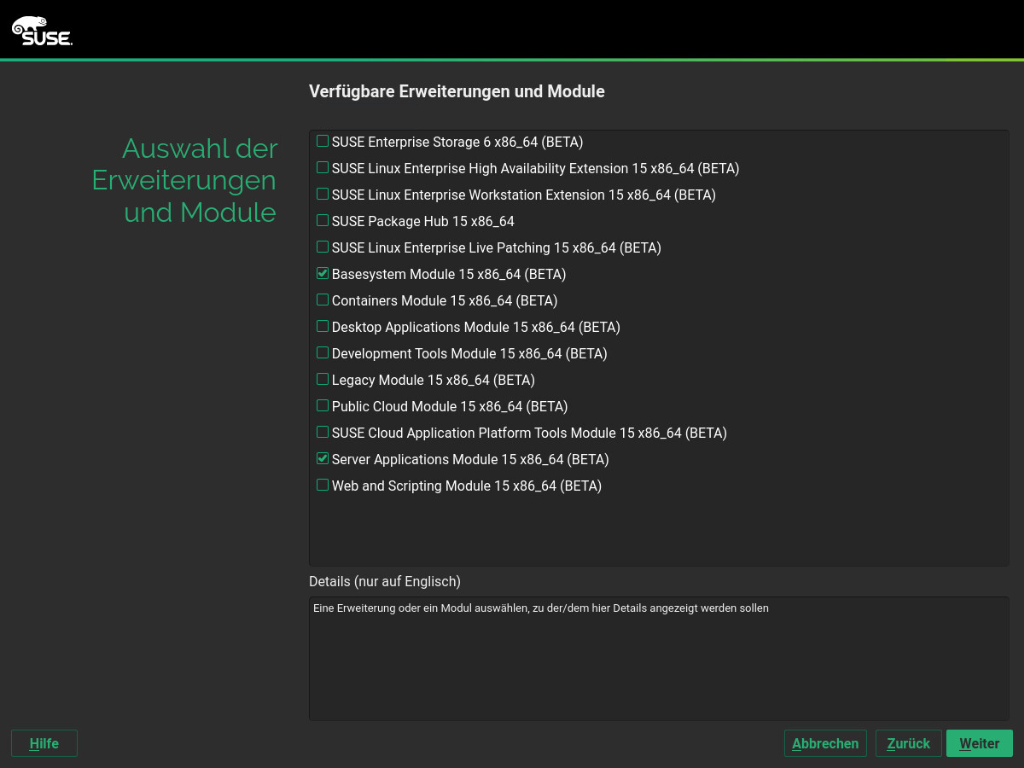 SUSE
Verfügbare Erweiterungen und Module
Auswahl der
Erweiterungen
und Module
SUSE Enterprise Storage 6 x86_64 (BETA)
SUSE Linux Enterprise High Availability Extension 15 x86_64 (BETA)
SUSE Linux Enterprise Workstation Extension 15 x86_64 (BETA)
SUSE Package Hub 15 x86_64
SUSE Linux Enterprise Live Patching 15 x86_64 (BETA)
Basesystem Module 15 x86_64 (BETA)
Containers Module 15 x86_64 (BETA)
Desktop Applications Module 15 x86_64 (BETA)
Development Tools Module 15 x86_64 (BETA)
Legacy Module 15 x86_64 (BETA)
Public Cloud Module 15 x86_64 (BETA)
SUSE Cloud Application Platform Tools Module 15 x86_64 (BETA)
Server Applications Module 15 x86_64 (BETA)
Web and Scripting Module 15 x86_64 (BETA)
Details (nur auf Englisch)
Eine Erweiterung oder ein Modul auswählen, zu der/dem hier Details angezeigt werden sollen
Hilfe
Abbrechen
Zurück
Weiter